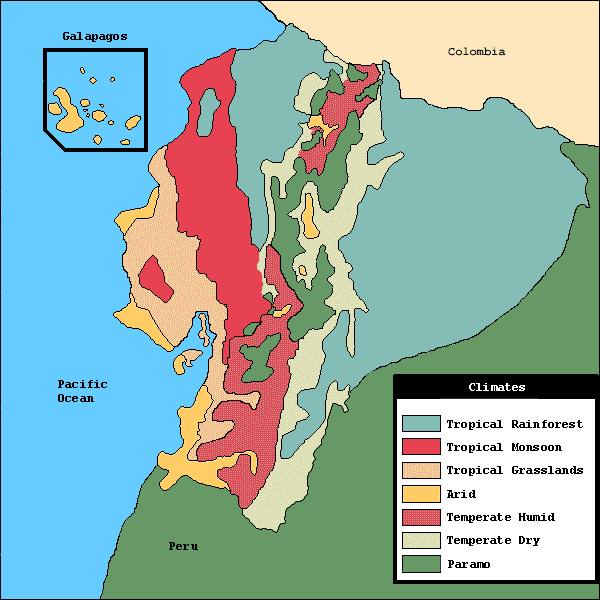 Galapagos
Colombia
Pacific
Ocean
Climates
Tropical Rainforest
Tropical Monsoon
Tropical Grasslands
Arid
Temperate Humid
Temperate Dry
Paramo
Peru